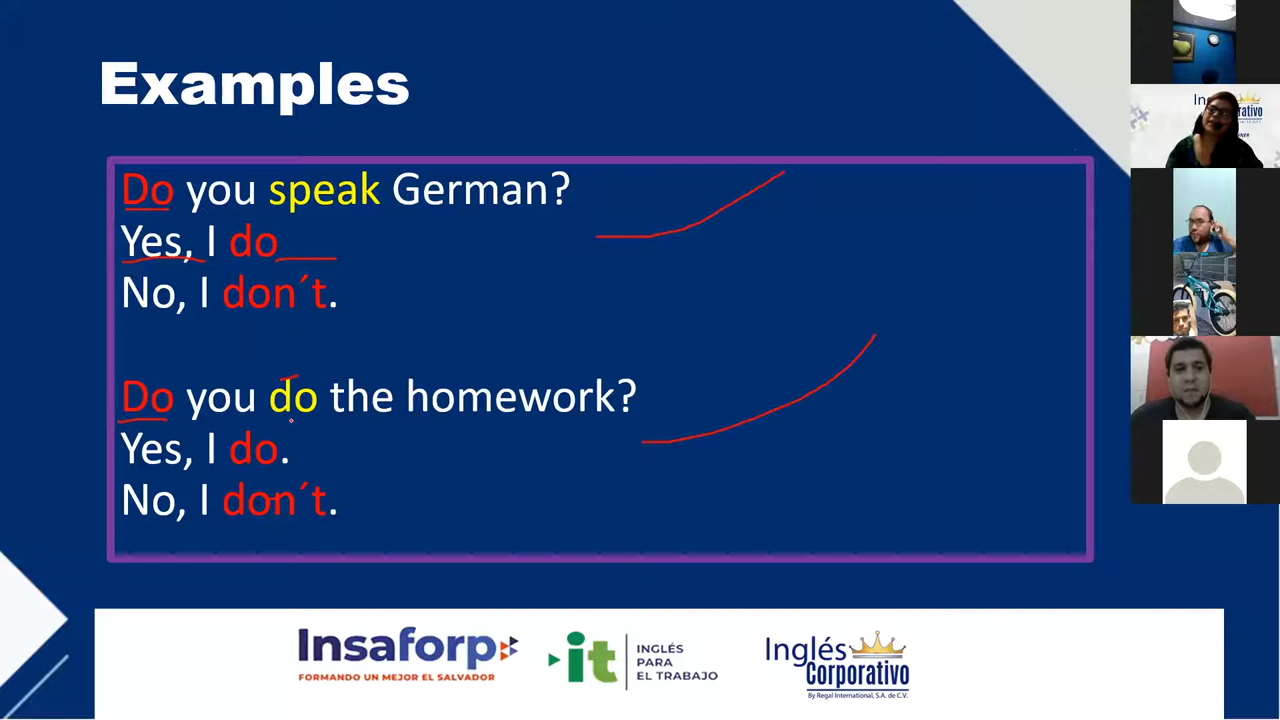 Examples
Do you speak German?
Yes, I do
No, I don´t.
Do you do the homework?
Yes, I do.
No, I don´t.
Insaforp
FORMANDO UN MEJOR EL SALVADOR
it
INGLÉS
PARA
EL TRABAJO
Inglés
Corporativo
By Regal International, S.A. de C.V.